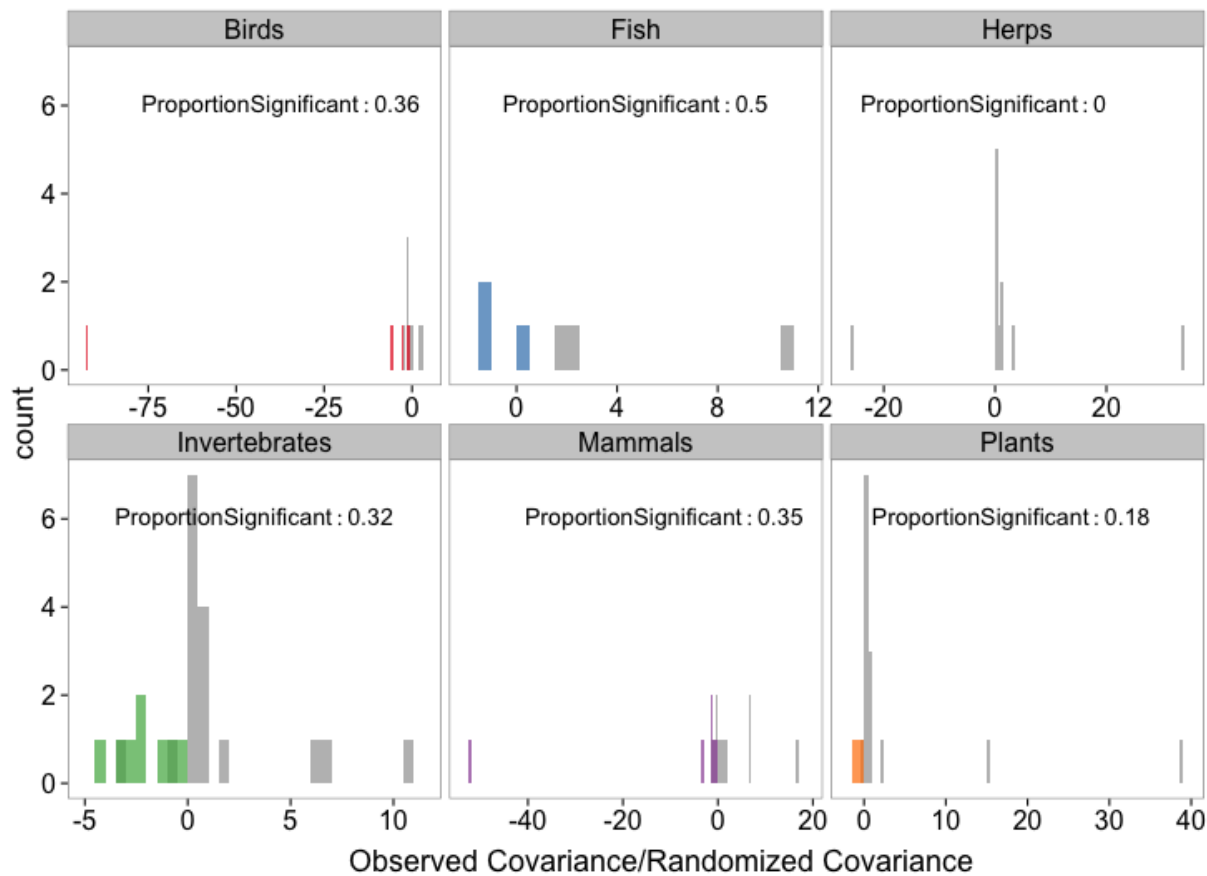 Birds Fish Herps
6 ProportionSignificant : 0.36 ProportionSignificant : 0.5 ProportionSignificant : 0
4
2
0
-75 -50 -25 0 0 4 8 12 -20 0 20
count
Invertebrates Mammals Plants
6 ProportionSignificant : 0.32 ProportionSignificant : 0.35 ProportionSignificant : 0.18
4
2
0
-5 0 5 10 -40 -20 0 20 0 10 20 30 40
Observed Covariance/Randomized Covariance